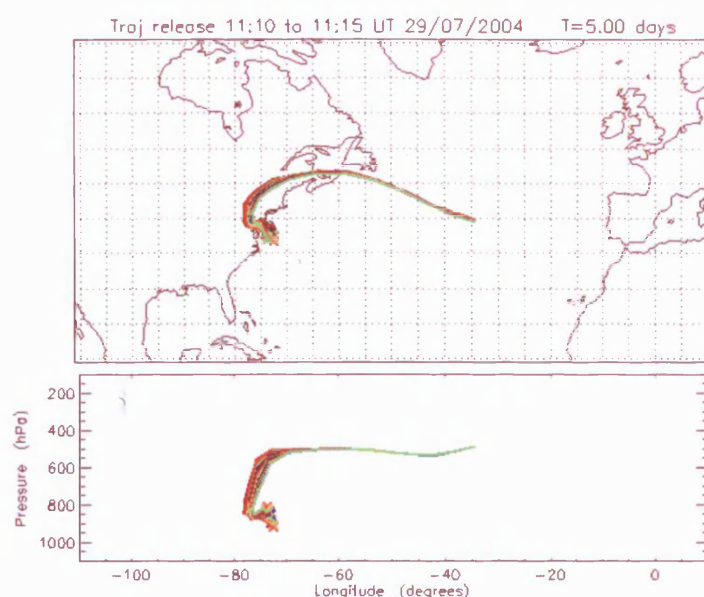 Traj release 11:10 to 11:15 UT 29/07/2004 T=5.00 days
200
400
600
800
1000
Pressure (hPa)
-100 -80 -60 -40 -20 0
Longitude (degrees)